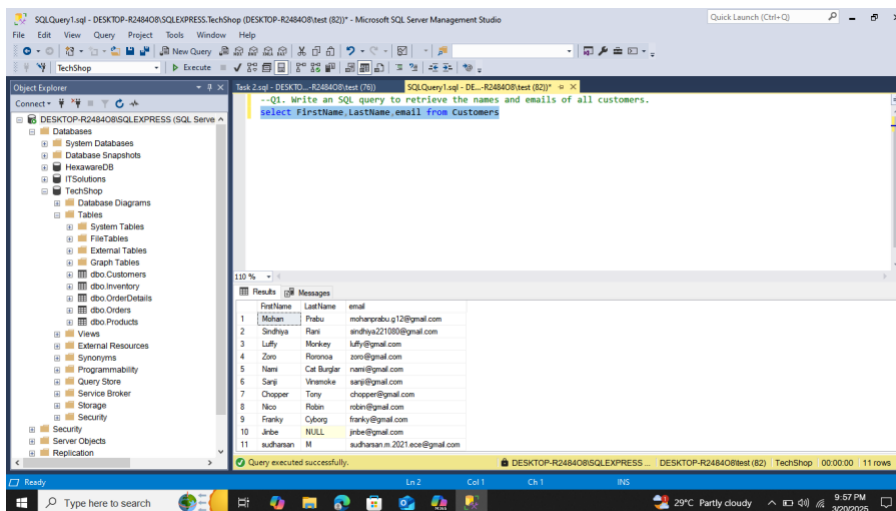 SQLQuery1.sql - DESKTOP-R2484O8\SQLEXPRESS.TechShop (DESKTOP-R2484O8\test (82))* - Microsoft SQL Server Management Studio
Quick Launch (Ctrl+Q)
File Edit View Query Project Tools Window Help
New Query
TechShop
Execute
Object Explorer
Task 2.sql - DESKTO...-R2484O8\test (76))
SQLQuery1.sql - DE...-R2484O8\test (82))*
Connect
--Q1. Write an SQL query to retrieve the names and emails of all customers.
select FirstName,LastName,email from Customers
DESKTOP-R2484O8\SQLEXPRESS (SQL Serve
Databases
System Databases
Database Snapshots
HexawareDB
ITSolutions
TechShop
Database Diagrams
Tables
System Tables
FileTables
External Tables
Graph Tables
dbo.Customers
dbo.Inventory
dbo.OrderDetails
dbo.Orders
dbo.Products
Views
External Resources
Synonyms
Programmability
Query Store
Service Broker
Storage
Security
Security
Server Objects
Replication
110 %
Results Messages
FirstName LastName email
1 Mohan Prabu mohanprabu.g12@gmail.com
2 Sindhiya Rani sindhiya221080@gmail.com
3 Luffy Monkey luffy@gmail.com
4 Zoro Roronoa zoro@gmail.com
5 Nami Cat Burglar nami@gmail.com
6 Sanji Vinsmoke sanji@gmail.com
7 Chopper Tony chopper@gmail.com
8 Nico Robin robin@gmail.com
9 Franky Cyborg franky@gmail.com
10 Jinbe NULL jinbe@gmail.com
11 sudharsan M sudharsan.m.2021.ece@gmail.com
Query executed successfully.
DESKTOP-R2484O8\SQLEXPRESS ... DESKTOP-R2484O8\test (82) TechShop 00:00:00 11 rows
Ready Ln 2 Col 1 Ch 1 INS
Type here to search
29°C Partly cloudy
9:57 PM
3/20/2025